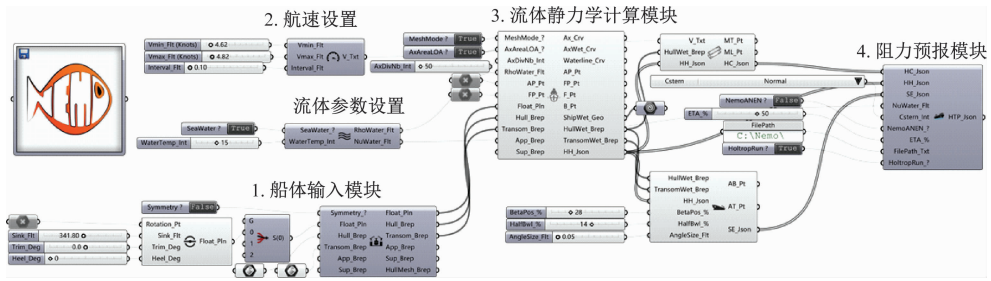 2. 航速设置
Vmin_Flt (Knots)
4.62
Vmax_Flt (Knots)
4.82
Interval_Flt
0.10
Vmin_Flt
Vmax_Flt
Interval_Flt
V_Txt
NEMO
流体参数设置
SeaWater ?
True
WaterTemp_Int
15
SeaWater_?
WaterTemp_Int
RhoWater_Flt
NuWater_Flt
3. 流体静力学计算模块
MeshMode ?
True
AxAreaLOA ?
True
AxDivNb_Int
50
MeshMode_?
AxAreaLOA_?
AxDivNb_Int
RhoWater_Flt
AP_Pt
FP_Pt
Float_Pln
Hull_Brep
Transom_Brep
App_Brep
Sup_Brep
Ax_Crv
AxWet_Crv
Waterline_Crv
AP_Pt
FP_Pt
F_Pt
B_Pt
ShipWet_Geo
HullWet_Brep
TransomWet_Brep
HH_Json
V_Txt
HullWet_Brep
HH_Json
MT_Pt
ML_Pt
HC_Json
Cstern
Normal
NemoANEN ?
False
ETA_%
50
FilePath
C:\Nemo\
HoltropRun ?
True
4. 阻力预报模块
HC_Json
HH_Json
SE_Json
NuWater_Flt
Cstern_Int
NemoANEN_?
ETA_%
FilePath_Txt
HoltropRun_?
HTP_Json
1. 船体输入模块
Symmetry ?
False
Sink_Flt
341.80
Trim_Deg
0.0
Heel_Deg
0
Rotation_Pt
Sink_Flt
Trim_Deg
Heel_Deg
Float_Pln
G
0
1
2
S(0)
Symmetry_?
Float_Pln
Hull_Brep
Transom_Brep
App_Brep
Sup_Brep
Float_Pln
Hull_Brep
Transom_Brep
App_Brep
Sup_Brep
HullMesh_Brep
BetaPos_%
28
HalfBwl_%
14
AngleSize_Flt
0.05
HullWet_Brep
TransomWet_Brep
HH_Json
BetaPos_%
HalfBwl_%
AngleSize_Flt
AB_Pt
AT_Pt
SE_Json